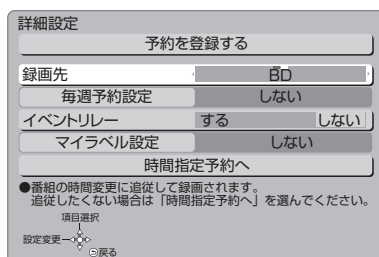 詳細設定
予約を登録する
録画先 BD
毎週予約設定 しない
イベントリレー する しない
マイラベル設定 しない
時間指定予約へ
●番組の時間変更に追従して録画されます。
追従したくない場合は「時間指定予約へ」を選んでください。
項目選択
設定変更
戻る